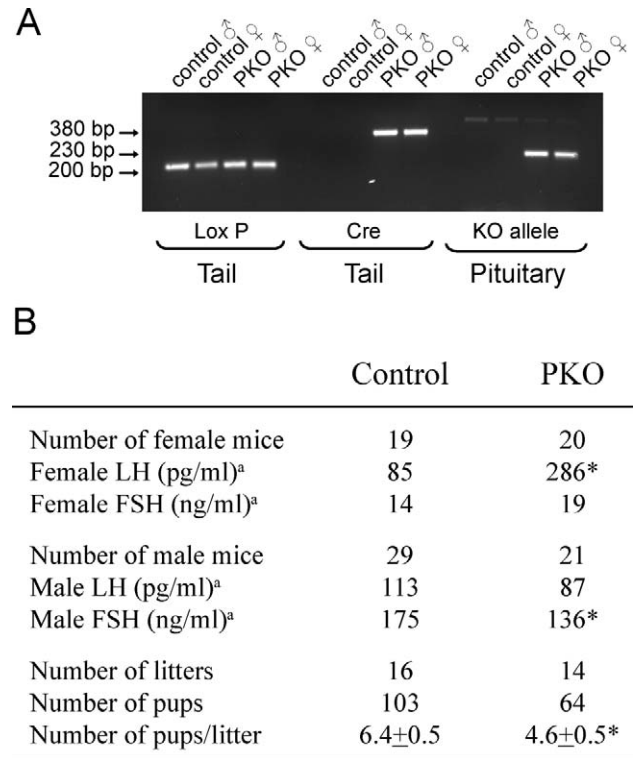 A
control ♂ control ♀ PKO ♂ PKO ♀ control ♂ control ♀ PKO ♂ PKO ♀ control ♂ control ♀ PKO ♂ PKO ♀
380 bp
230 bp
200 bp
Lox P Cre KO allele
Tail Tail Pituitary
B
Control PKO
Number of female mice 19 20
Female LH (pg/ml)ᵃ 85 286*
Female FSH (ng/ml)ᵃ 14 19
Number of male mice 29 21
Male LH (pg/ml)ᵃ 113 87
Male FSH (ng/ml)ᵃ 175 136*
Number of litters 16 14
Number of pups 103 64
Number of pups/litter 6.4±0.5 4.6±0.5*